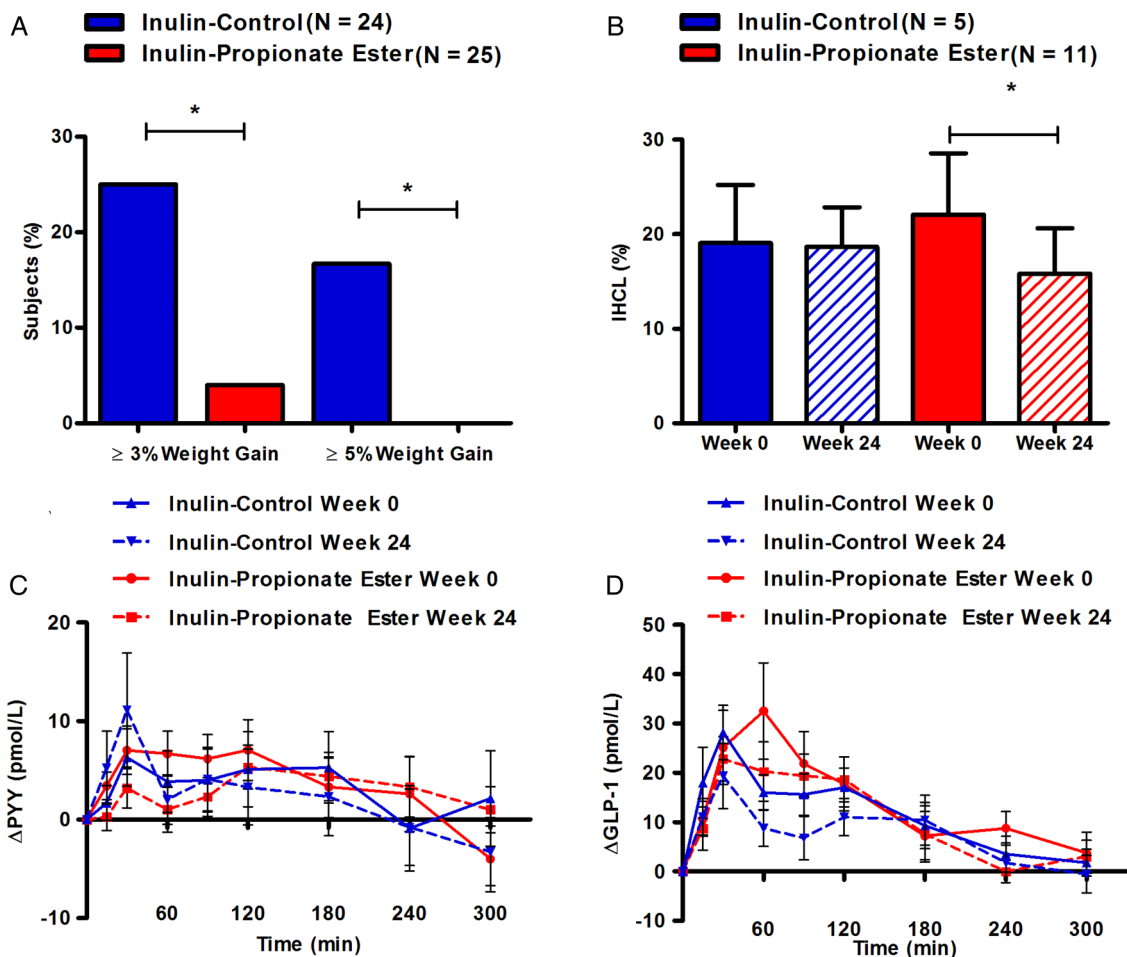 A
Inulin-Control (N = 24)
Inulin-Propionate Ester (N = 25)
*
*
Subjects (%)
30
20
10
0
≥ 3% Weight Gain
≥ 5% Weight Gain
B
Inulin-Control (N = 5)
Inulin-Propionate Ester (N = 11)
*
IHCL (%)
30
20
10
0
Week 0
Week 24
Week 0
Week 24
C
Inulin-Control Week 0
Inulin-Control Week 24
Inulin-Propionate Ester Week 0
Inulin-Propionate Ester Week 24
ΔPYY (pmol/L)
20
10
0
-10
60
120
180
240
300
Time (min)
D
Inulin-Control Week 0
Inulin-Control Week 24
Inulin-Propionate Ester Week 0
Inulin-Propionate Ester Week 24
ΔGLP-1 (pmol/L)
50
40
30
20
10
0
-10
60
120
180
240
300
Time (min)